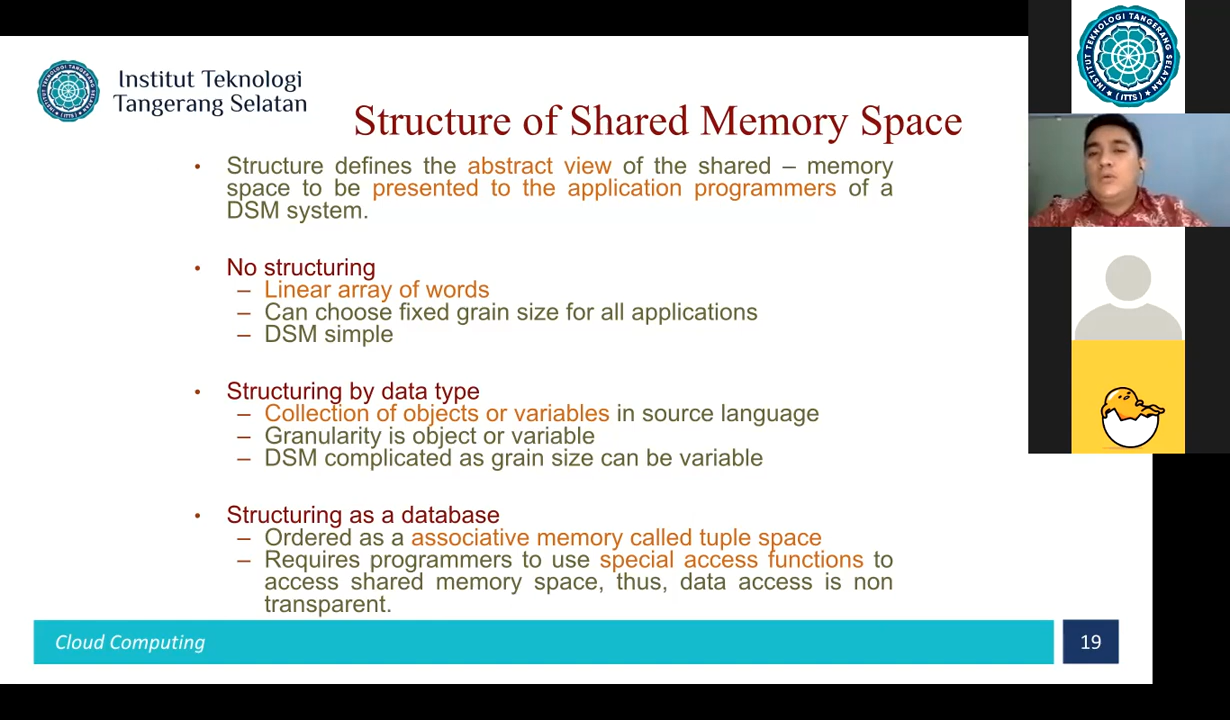 Institut Teknologi
Tangerang Selatan
Structure of Shared Memory Space
• Structure defines the abstract view of the shared – memory
space to be presented to the application programmers of a
DSM system.
• No structuring
– Linear array of words
– Can choose fixed grain size for all applications
– DSM simple
• Structuring by data type
– Collection of objects or variables in source language
– Granularity is object or variable
– DSM complicated as grain size can be variable
• Structuring as a database
– Ordered as a associative memory called tuple space
– Requires programmers to use special access functions to
access shared memory space, thus, data access is non
transparent.
Cloud Computing
19
INSTITUT TEKNOLOGI TANGERANG SELATAN
(ITTS)